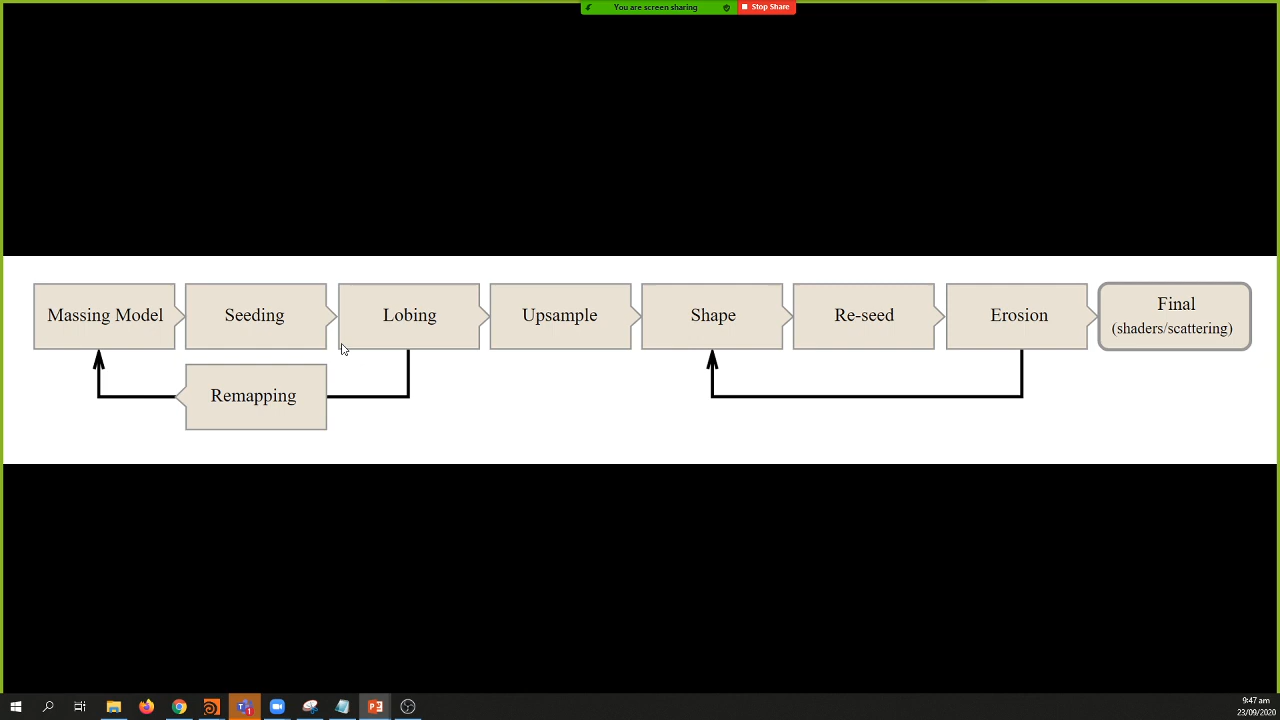 You are screen sharing
Stop Share
Massing Model
Seeding
Lobing
Upsample
Shape
Re-seed
Erosion
Final
(shaders/scattering)
Remapping
9:47 am
23/09/2020